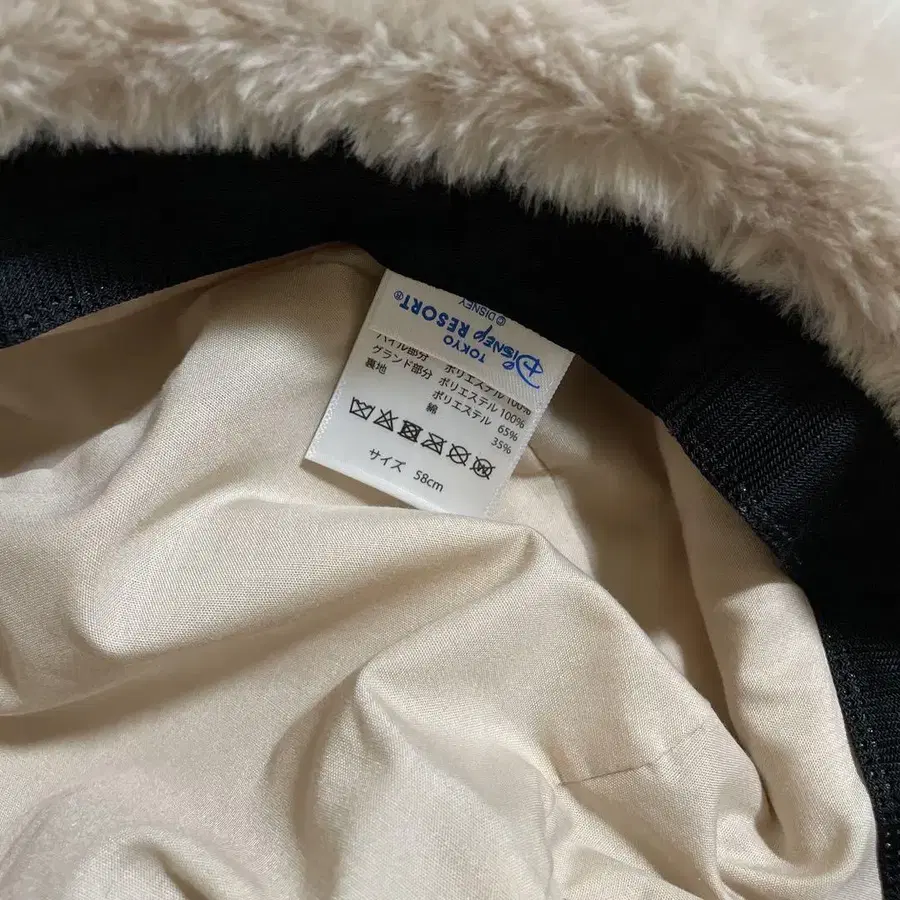 ©DISNEY
TOKYO
DISNEY RESORT®
パイル部分 ポリエステル 100%
グランド部分 ポリエステル 100%
裏地 ポリエステル 65%
綿 35%
サイズ 58cm